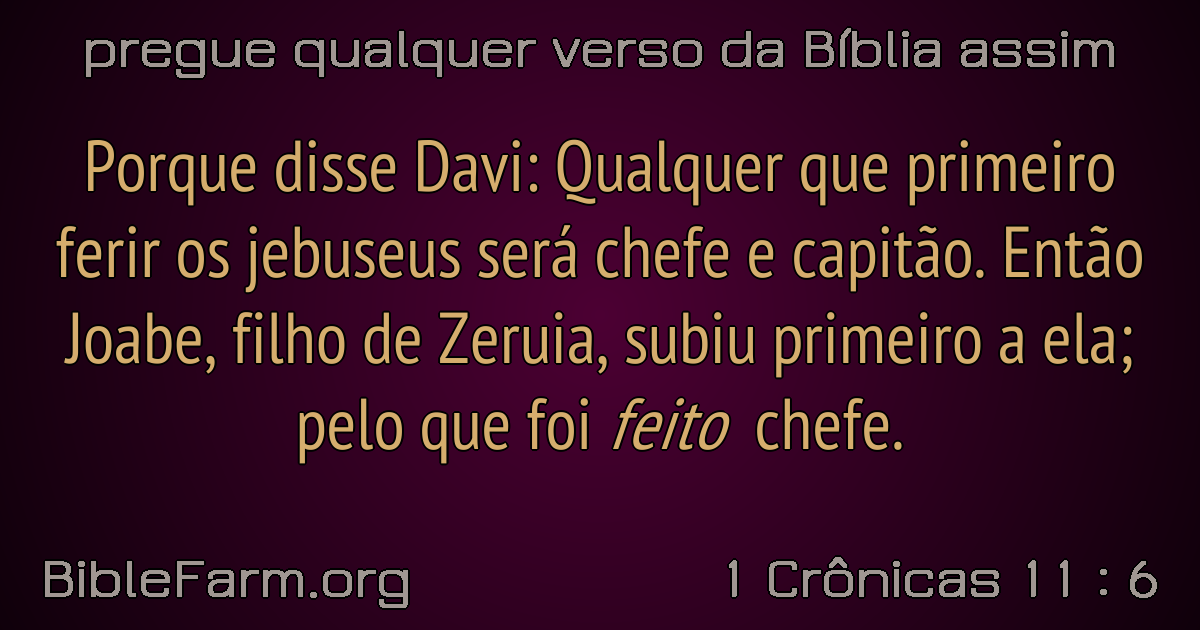 pregue qualquer verso da Bíblia assim
Porque disse Davi: Qualquer que primeiro
ferir os jebuseus será chefe e capitão. Então
Joabe, filho de Zeruia, subiu primeiro a ela;
pelo que foi feito chefe.
BibleFarm.org
1 Crônicas 11 : 6